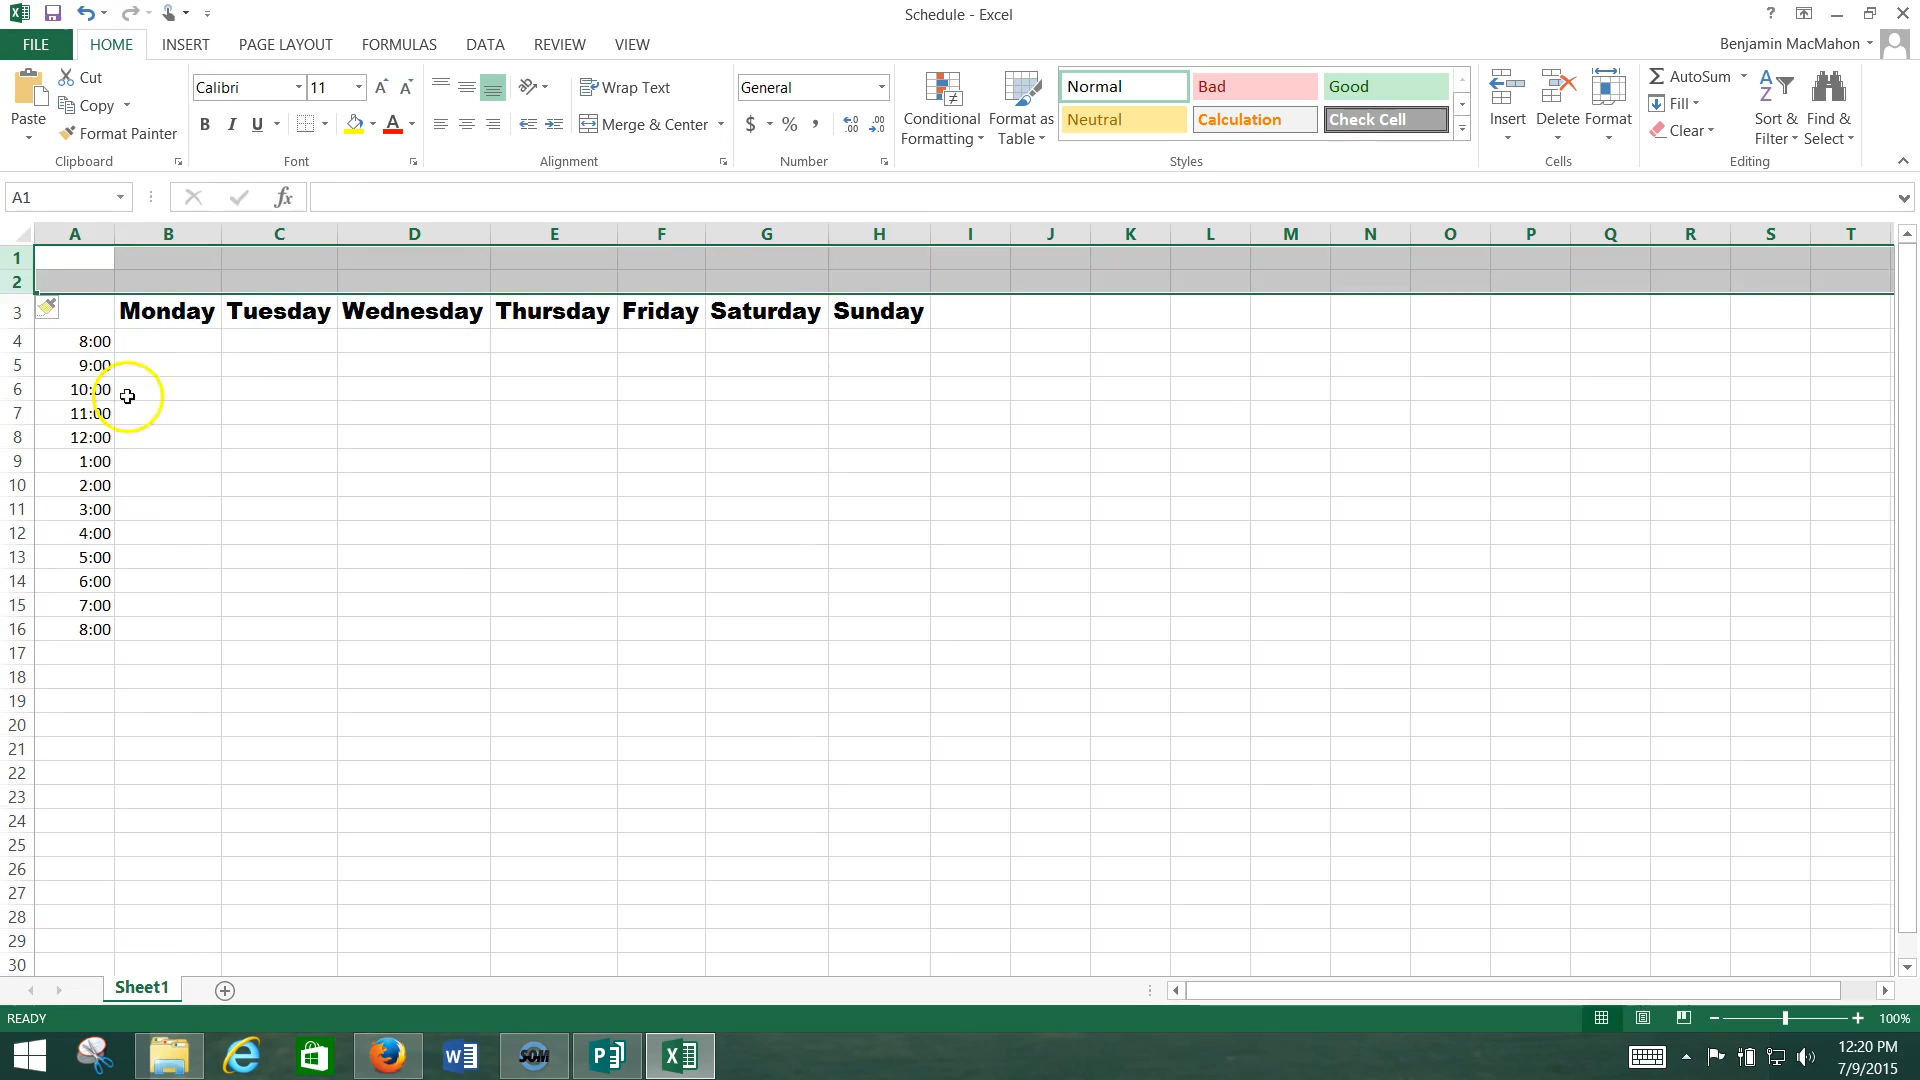 Schedule - Excel
?
FILE HOME INSERT PAGE LAYOUT FORMULAS DATA REVIEW VIEW
Benjamin MacMahon
Paste
Cut
Copy
Format Painter
Clipboard
Calibri 11
B I U A
Font
Wrap Text
Merge & Center
Alignment
General
$ % , .00
Number
Conditional Formatting
Format as Table
Normal Bad Good
Neutral Calculation Check Cell
Styles
Insert Delete Format
Cells
AutoSum
Fill
Clear
Sort & Filter
Find & Select
Editing
A1 fx
A B C D E F G H I J K L M N O P Q R S T
1
2
3 Monday Tuesday Wednesday Thursday Friday Saturday Sunday
4 8:00
5 9:00
6 10:00
7 11:00
8 12:00
9 1:00
10 2:00
11 3:00
12 4:00
13 5:00
14 6:00
15 7:00
16 8:00
17
18
19
20
21
22
23
24
25
26
27
28
29
30
Sheet1
READY
100%
SOM
12:20 PM
7/9/2015